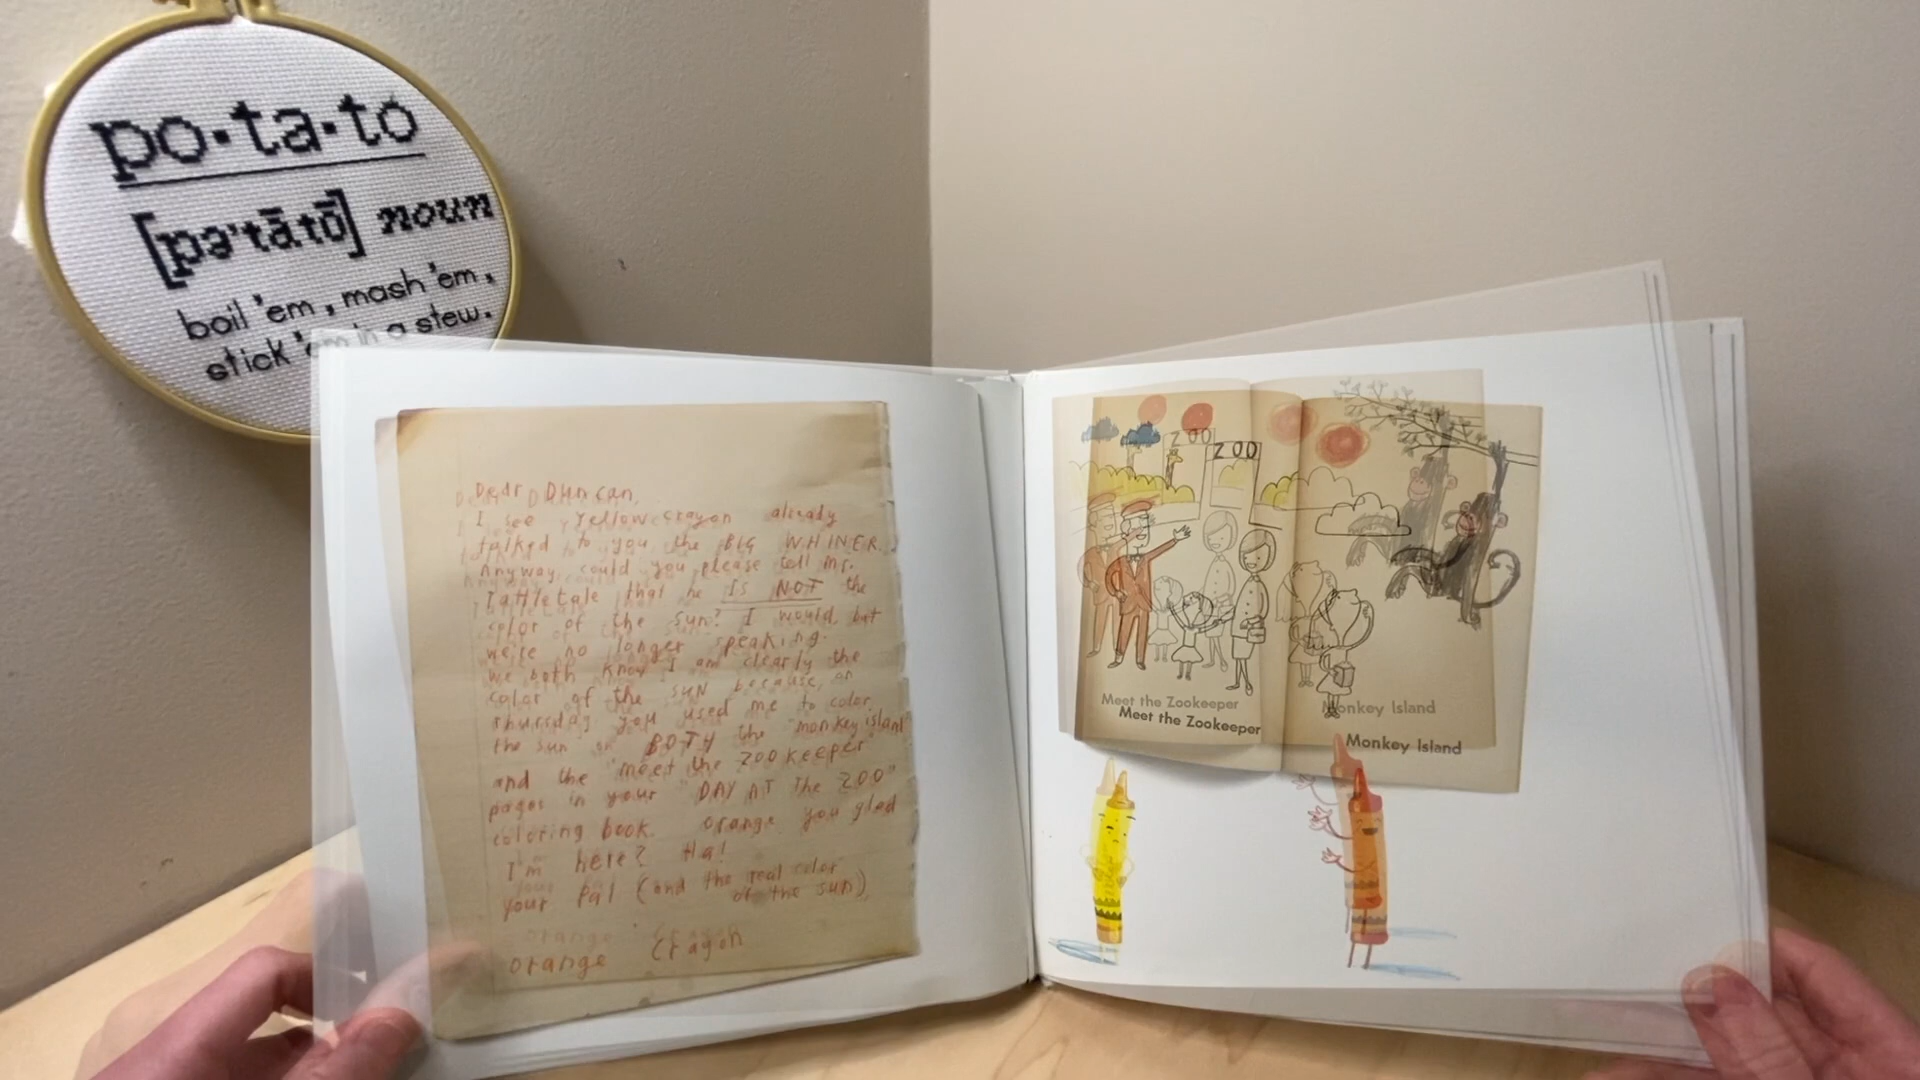 po·ta·to
[pə'tātō] noun
boil 'em, mash 'em,
stick 'em in a stew.
Dear Duncan,
I see Yellow crayon already
talked to you the BIG WHINER.
Anyway, could you please tell Mr.
Tattletale that he IS NOT the
color of the sun? I would, but
we're no longer speaking.
we both know I am clearly the
color of the sun because, on
thursday you used me to color
the sun on BOTH the "monkey island"
and the "meet the zookeeper"
pages in your "DAY AT the ZOO"
coloring book. orange you glad
I'm here? Ha!
your Pal (and the real color
of the sun),
orange crayon
ZOO
ZOO
Meet the Zookeeper
Meet the Zookeeper
Monkey Island
Monkey Island